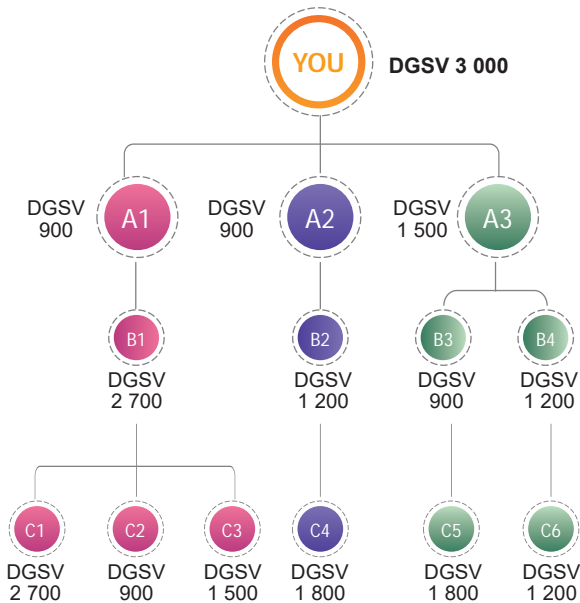 YOU
DGSV 3 000
DGSV
900
A1
DGSV
900
A2
DGSV
1 500
A3
B1
B2
B3
B4
DGSV
2 700
DGSV
1 200
DGSV
900
DGSV
1 200
C1
C2
C3
C4
C5
C6
DGSV
2 700
DGSV
900
DGSV
1 500
DGSV
1 800
DGSV
1 800
DGSV
1 200